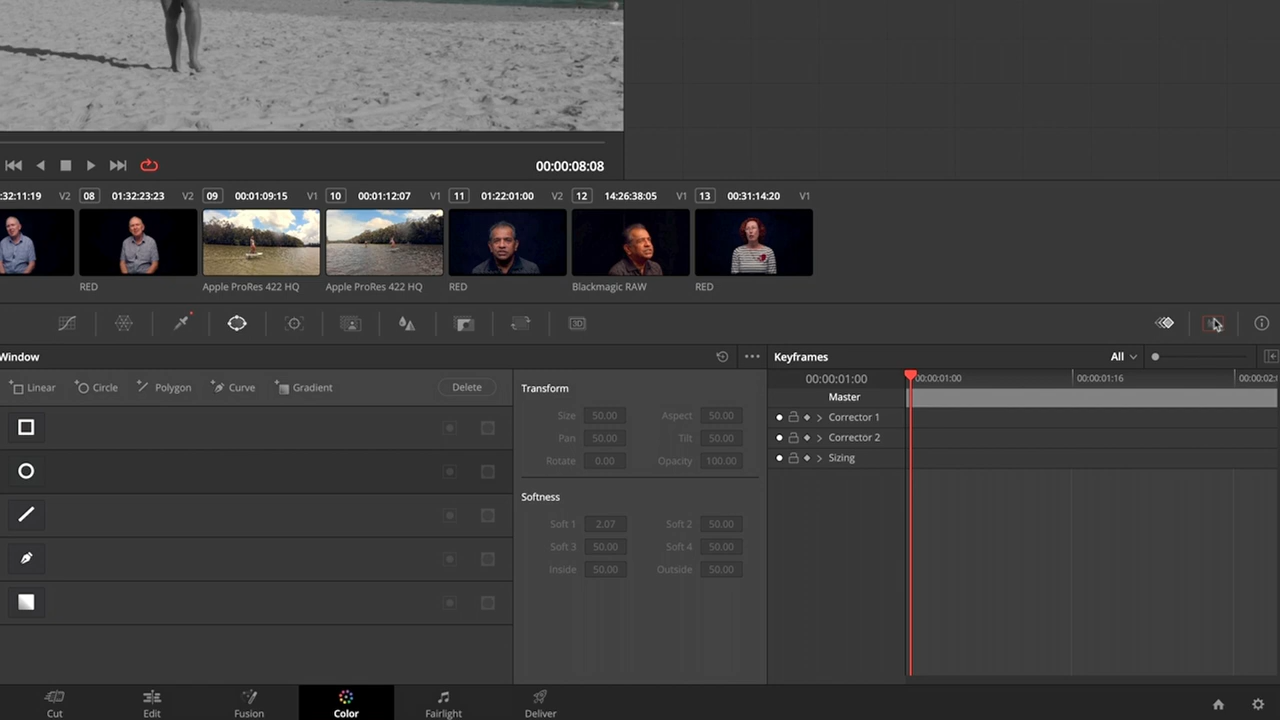 00:00:08:08
:32:11:19 V2 08 01:32:23:23 V2 09 00:01:09:15 V1 10 00:01:12:07 V1 11 01:22:01:00 V2 12 14:26:38:05 V1 13 00:31:14:20 V1
RED Apple ProRes 422 HQ Apple ProRes 422 HQ RED Blackmagic RAW RED
3D
Window
Linear Circle Polygon Curve Gradient Delete
Transform
Size 50.00 Aspect 50.00
Pan 50.00 Tilt 50.00
Rotate 0.00 Opacity 100.00
Softness
Soft 1 2.07 Soft 2 50.00
Soft 3 50.00 Soft 4 50.00
Inside 50.00 Outside 50.00
Keyframes All
00:00:01:00 00:00:01:00 00:00:01:16 00:00:02:
Master
Corrector 1
Corrector 2
Sizing
Cut Edit Fusion Color Fairlight Deliver